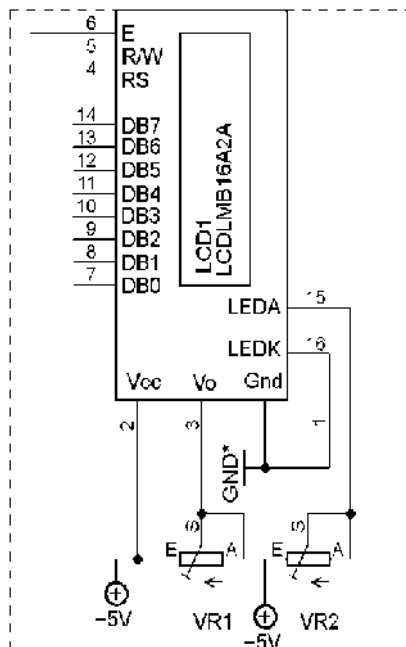 6 E
5 R/W
4 RS
14 DB7
13 DB6
12 DB5
11 DB4
10 DB3
9 DB2
8 DB1
7 DB0
LCD1
LCDLMB16A2A
LEDA 15
LEDK 16
Vcc Vo Gnd
2 3 1
GND*
S S
E A E A
−5V VR1 −5V VR2